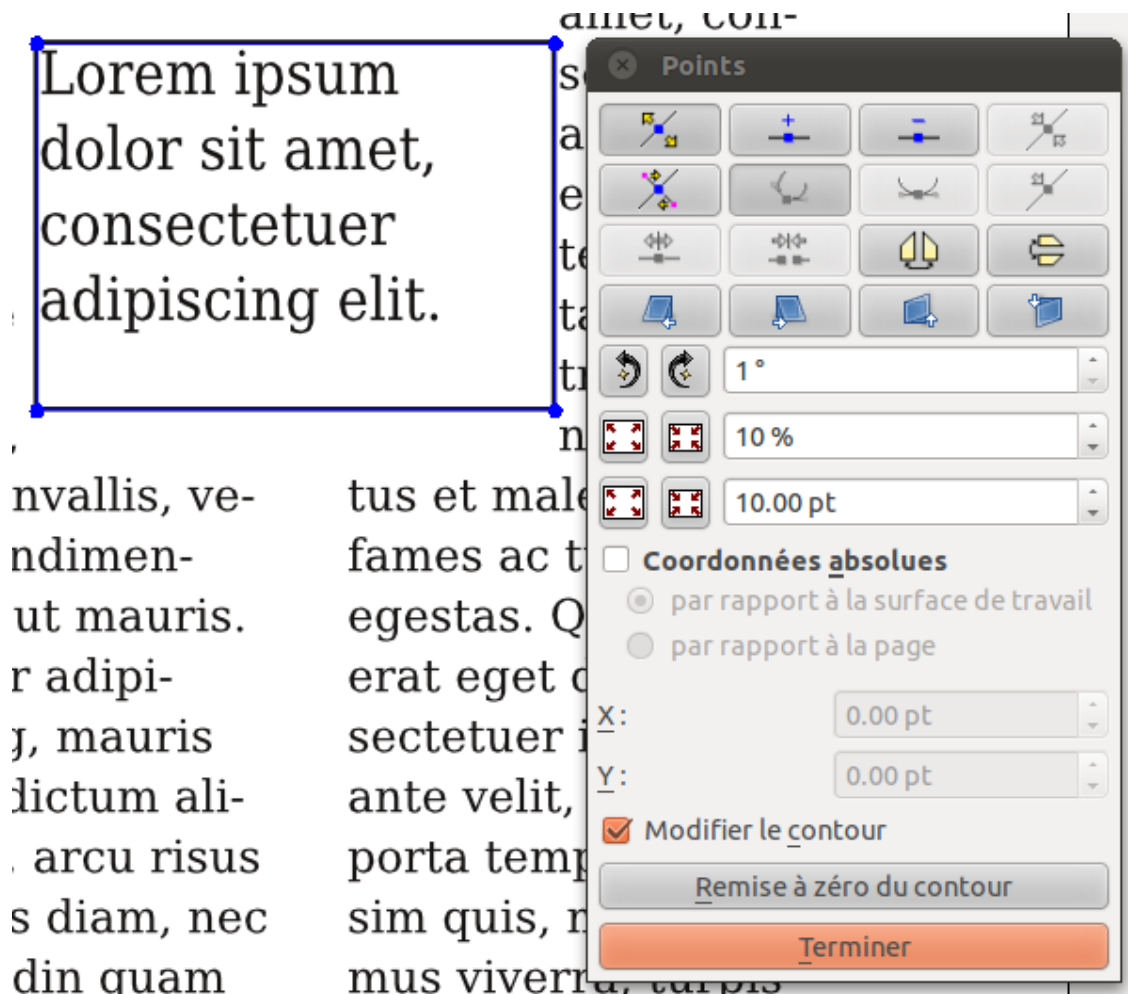 amet, con-
Lorem ipsum
dolor sit amet,
consectetuer
adipiscing elit.
nvallis, ve-
ndimen-
ut mauris.
r adipi-
g, mauris
dictum ali-
. arcu risus
s diam, nec
din quam
tus et male
fames ac t
egestas. Q
erat eget
sectetuer i
ante velit,
porta temp
sim quis, n
mus viverra, turpis
Points
1 °
10 %
10.00 pt
Coordonnées absolues
par rapport à la surface de travail
par rapport à la page
X :
0.00 pt
Y :
0.00 pt
Modifier le contour
Remise à zéro du contour
Terminer